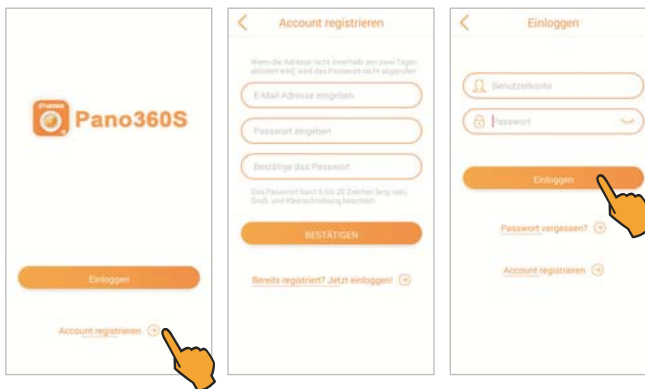 Pano360S
Einloggen
Account registrieren
Account registrieren
Wenn die Adresse nicht innerhalb von zwei Tagen
aktiviert wird, wird das Passwort nicht abgerufen
E-Mail Adresse eingeben
Passwort eingeben
Bestätige das Passwort
Das Passwort kann 6 bis 20 Zeichen lang sein,
Groß- und Kleinschreibung beachten
BESTÄTIGEN
Bereits registriert? Jetzt einloggen!
Einloggen
Benutzerkonto
Passwort
Einloggen
Passwort vergessen?
Account registrieren